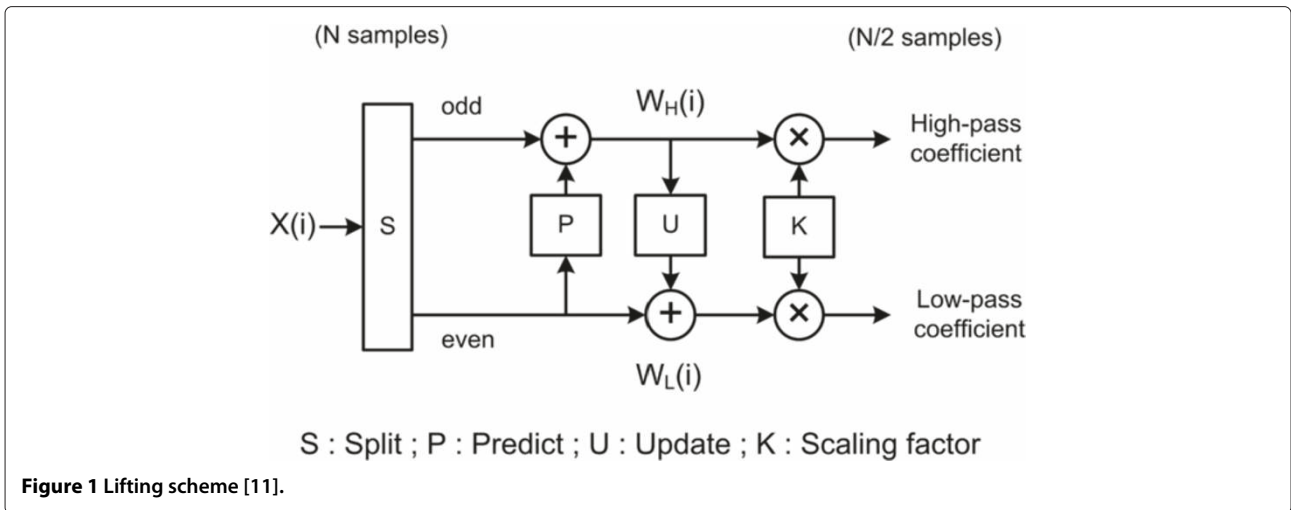 (N samples)
(N/2 samples)
odd
W_H(i)
+
×
High-pass
coefficient
X(i)
S
P
U
K
even
+
×
Low-pass
coefficient
W_L(i)
S : Split ; P : Predict ; U : Update ; K : Scaling factor
Figure 1 Lifting scheme [11].